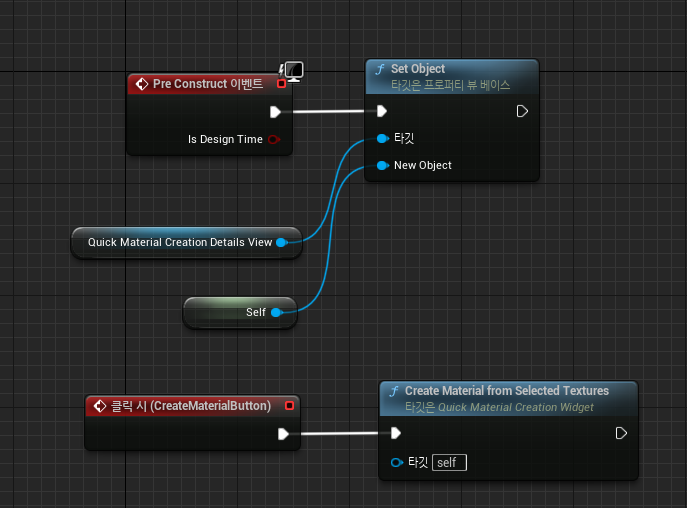 Pre Construct 이벤트
Is Design Time
Set Object
타깃은 프로퍼티 뷰 베이스
타깃
New Object
Quick Material Creation Details View
Self
클릭 시 (CreateMaterialButton)
Create Material from Selected Textures
타깃은 Quick Material Creation Widget
타깃 self